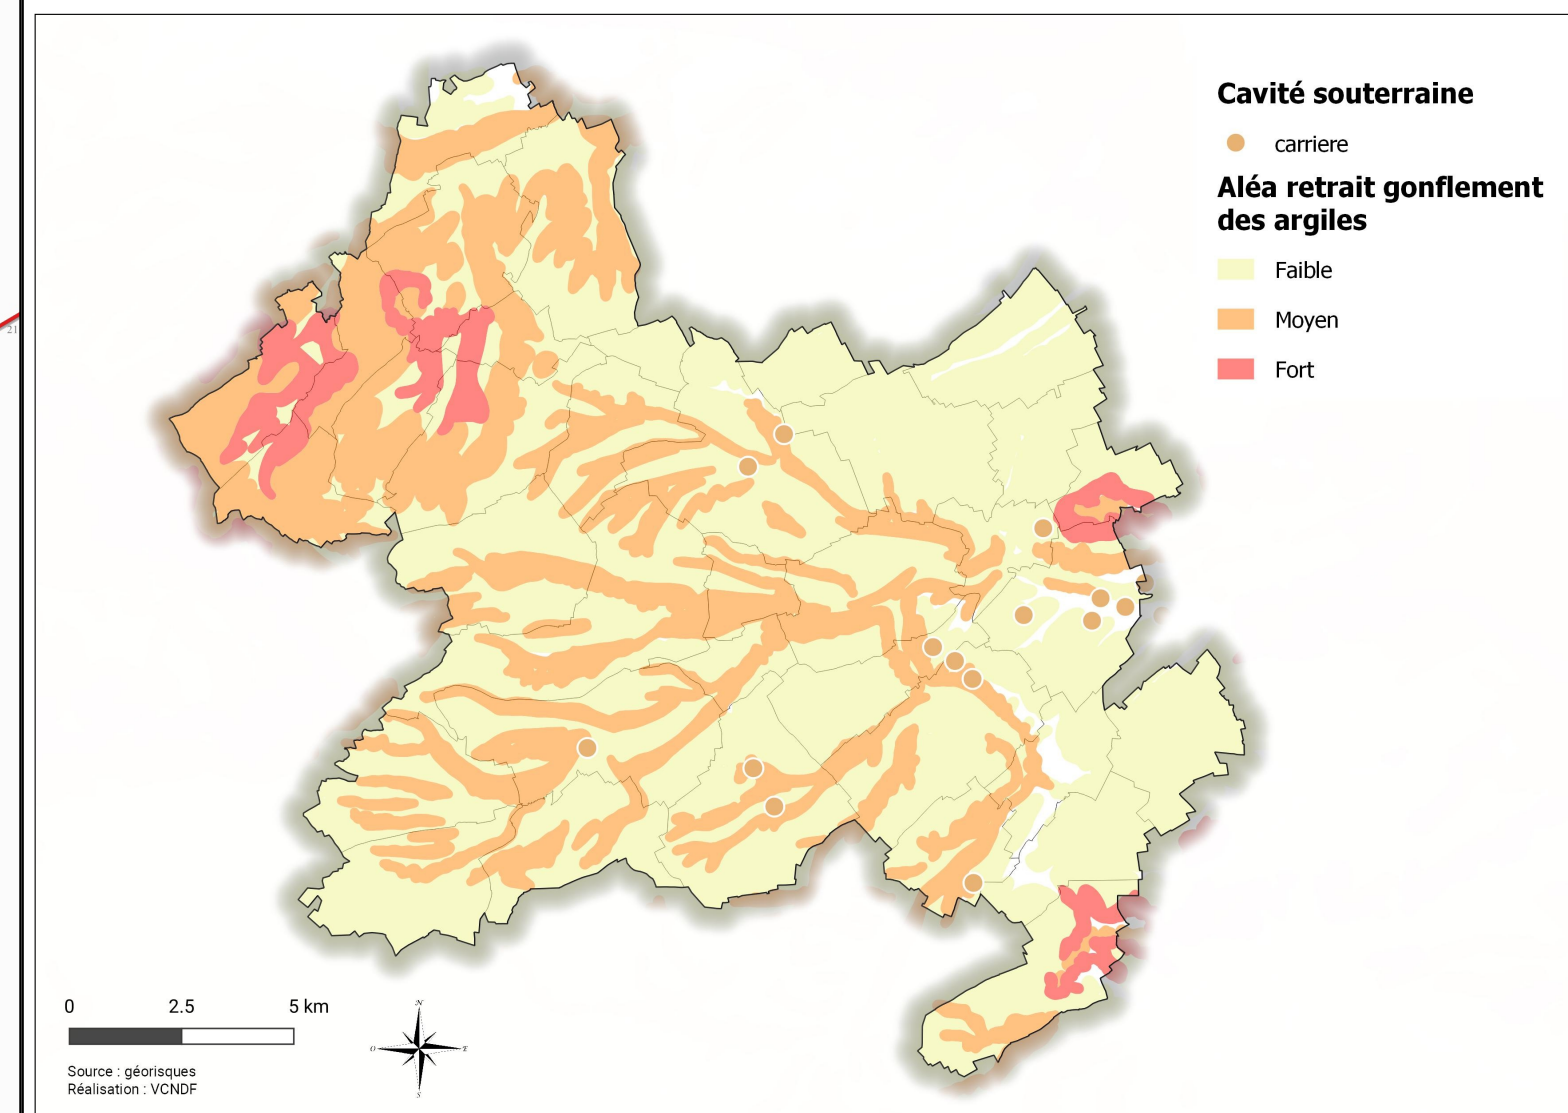 Cavité souterraine
carriere
Aléa retrait gonflement
des argiles
Faible
Moyen
Fort
21
0 2.5 5 km
N
O E
S
Source : géorisques
Réalisation : VCNDF